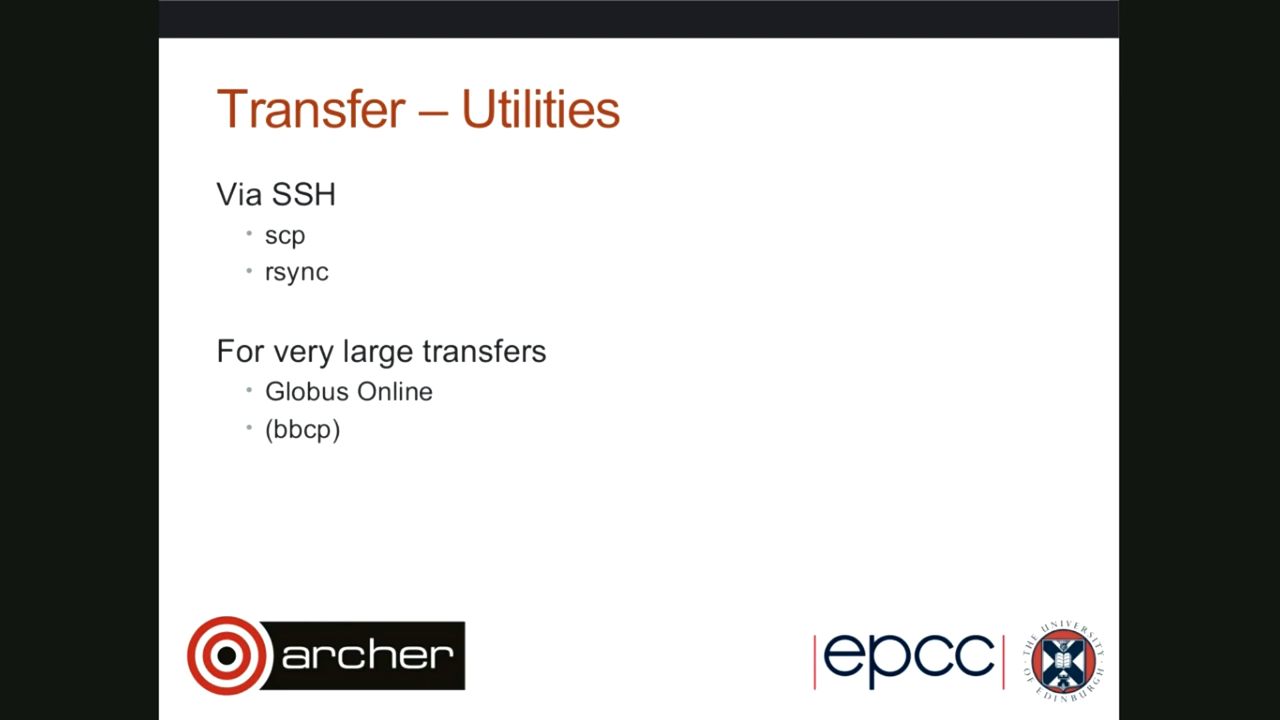 Transfer – Utilities
Via SSH
• scp
• rsync
For very large transfers
• Globus Online
• (bbcp)
archer
|epcc|
THE UNIVERSITY
OF EDINBURGH